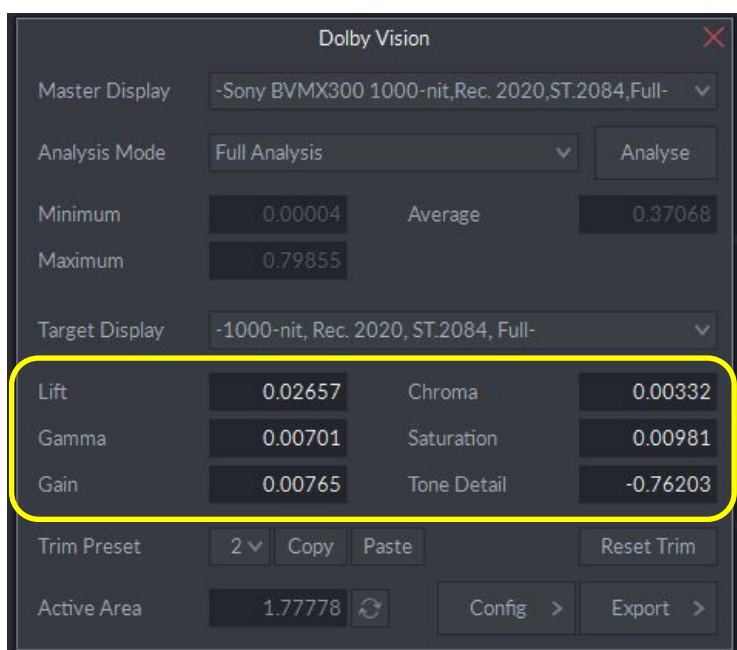 Dolby Vision
Master Display -Sony BVMX300 1000-nit,Rec. 2020,ST.2084,Full-
Analysis Mode Full Analysis Analyse
Minimum 0.00004 Average 0.37068
Maximum 0.79855
Target Display -1000-nit, Rec. 2020, ST.2084, Full-
Lift 0.02657 Chroma 0.00332
Gamma 0.00701 Saturation 0.00981
Gain 0.00765 Tone Detail -0.76203
Trim Preset 2 Copy Paste Reset Trim
Active Area 1.77778 Config > Export >